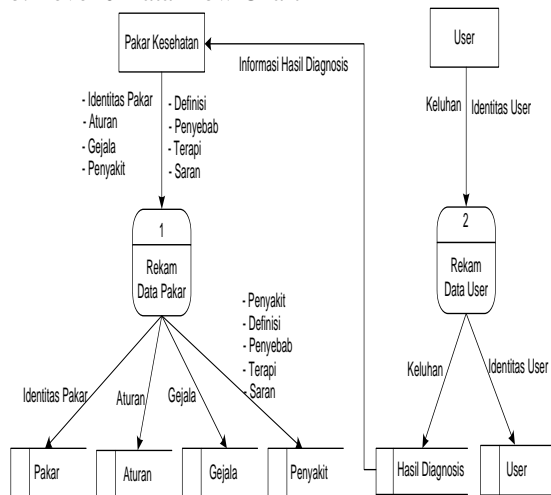 Pakar Kesehatan
User
Informasi Hasil Diagnosis
- Identitas Pakar
- Aturan
- Gejala
- Penyakit
- Definisi
- Penyebab
- Terapi
- Saran
Keluhan
Identitas User
1
Rekam
Data Pakar
2
Rekam
Data User
- Penyakit
- Definisi
- Penyebab
- Terapi
- Saran
Identitas Pakar
Aturan
Gejala
Keluhan
Identitas User
Pakar
Aturan
Gejala
Penyakit
Hasil Diagnosis
User